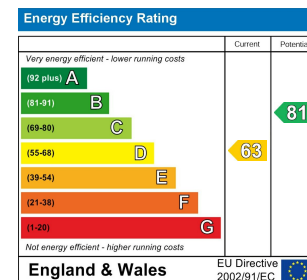 Energy Efficiency Rating
Current
Very energy efficient - lower running costs
(92 plus) A
(81-91) B
81
(69-80) C
(55-68) D
63
(39-54) E
(21-38) F
(1-20) G
Not energy efficient - higher running costs
England & Wales
EU Directive
2002/91/EC